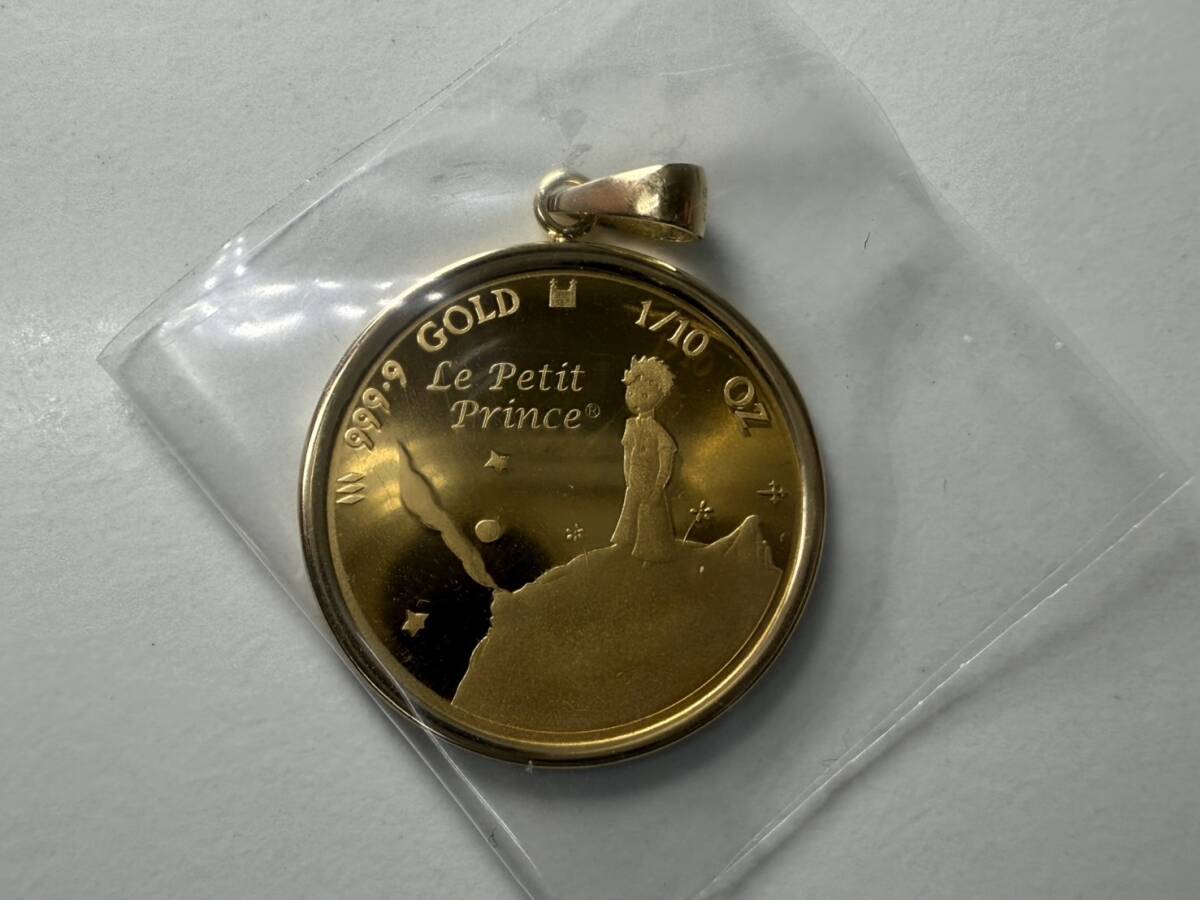 999.9 GOLD 1/10 OZ.
Le Petit
Prince®